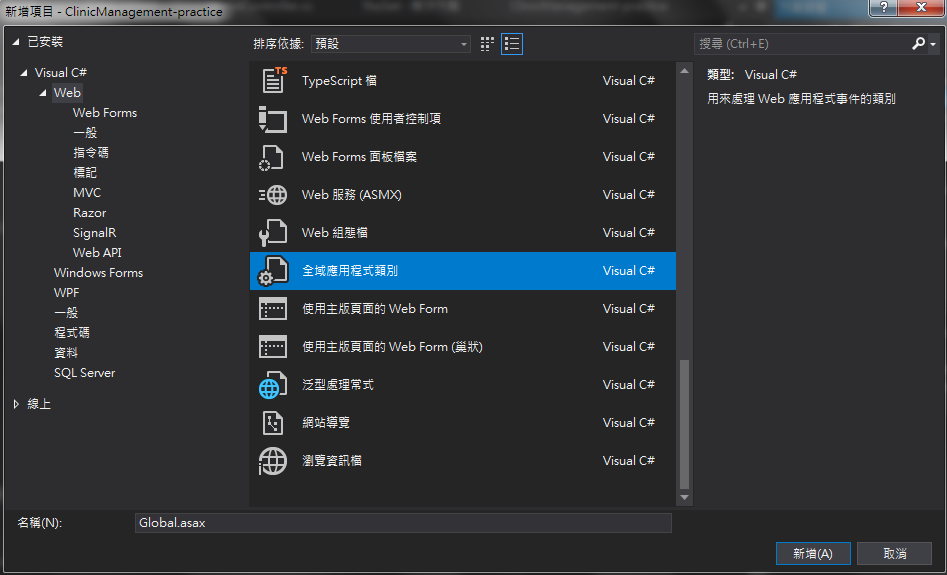 新增項目 - ClinicManagement-practice
已安裝
Visual C#
Web
Web Forms
一般
指令碼
標記
MVC
Razor
SignalR
Web API
Windows Forms
WPF
一般
程式碼
資料
SQL Server
線上
排序依據: 預設
TypeScript 檔 Visual C#
Web Forms 使用者控制項 Visual C#
Web Forms 面板檔案 Visual C#
Web 服務 (ASMX) Visual C#
Web 組態檔 Visual C#
全域應用程式類別 Visual C#
使用主版頁面的 Web Form Visual C#
使用主版頁面的 Web Form (巢狀) Visual C#
泛型處理常式 Visual C#
網站導覽 Visual C#
瀏覽資訊檔 Visual C#
搜尋 (Ctrl+E)
類型: Visual C#
用來處理 Web 應用程式事件的類別
名稱(N): Global.asax
新增(A) 取消